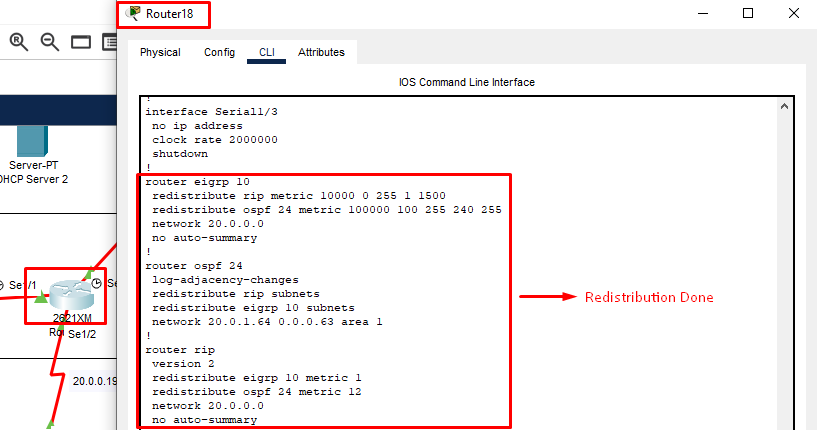 Router18
Physical Config CLI Attributes
IOS Command Line Interface
!
interface Serial1/3
no ip address
clock rate 2000000
shutdown
!
router eigrp 10
redistribute rip metric 10000 0 255 1 1500
redistribute ospf 24 metric 100000 100 255 240 255
network 20.0.0.0
no auto-summary
!
router ospf 24
log-adjacency-changes
redistribute rip subnets
redistribute eigrp 10 subnets
network 20.0.1.64 0.0.0.63 area 1
!
router rip
version 2
redistribute eigrp 10 metric 1
redistribute ospf 24 metric 12
network 20.0.0.0
no auto-summary
Redistribution Done
Server-PT
DHCP Server 2
Se1/1
Se
2621XM
Se1/2
20.0.0.19